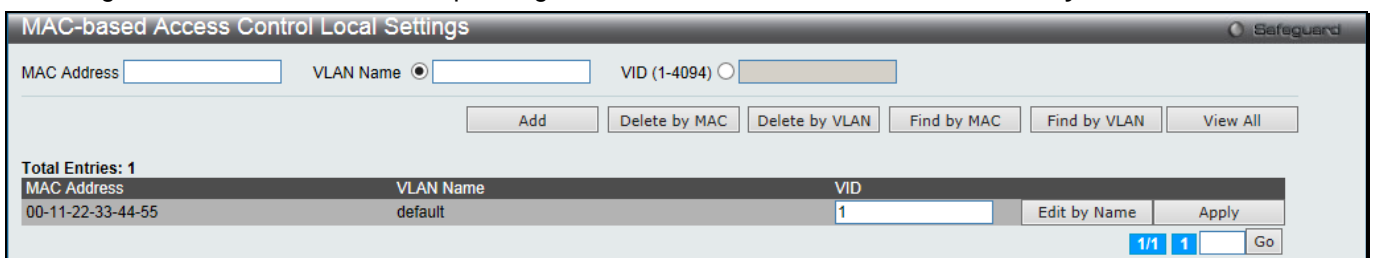 MAC-based Access Control Local Settings Safeguard
MAC Address VLAN Name VID (1-4094)
Add Delete by MAC Delete by VLAN Find by MAC Find by VLAN View All
Total Entries: 1
MAC Address VLAN Name VID
00-11-22-33-44-55 default 1 Edit by Name Apply
1/1 1 Go